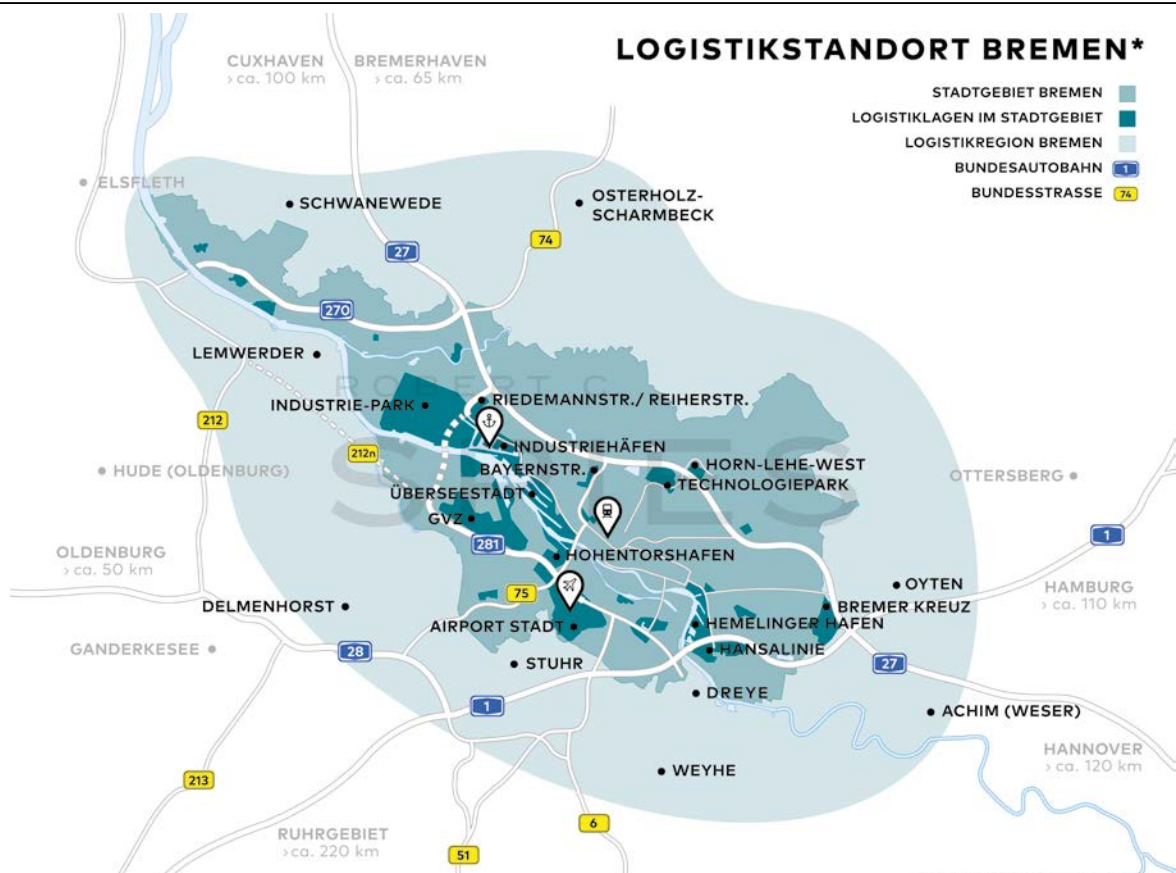 LOGISTIKSTANDORT BREMEN*
STADTGEBIET BREMEN
LOGISTIKLAGEN IM STADTGEBIET
LOGISTIKREGION BREMEN
BUNDESAUTOBAHN 1
BUNDESSTRASSE 74
CUXHAVEN
> ca. 100 km
BREMERHAVEN
> ca. 65 km
ELSFLETH
SCHWANEWEDE
OSTERHOLZ-
SCHARMBECK
74
27
270
LEMWERDER
ROBERT C.
SPIES
INDUSTRIE-PARK
RIEDEMANNSTR./ REIHERSTR.
212
212n
INDUSTRIEHÄFEN
BAYERNSTR.
HORN-LEHE-WEST
TECHNOLOGIEPARK
HUDE (OLDENBURG)
OTTERSBERG
ÜBERSEESTADT
GVZ
281
1
HOHENTORSHAFEN
OLDENBURG
> ca. 50 km
75
OYTEN
HAMBURG
> ca. 110 km
DELMENHORST
BREMER KREUZ
AIRPORT STADT
HEMELINGER HAFEN
GANDERKESEE
28
HANSALINIE
STUHR
27
DREYE
1
ACHIM (WESER)
HANNOVER
> ca. 120 km
WEYHE
213
6
RUHRGEBIET
> ca. 220 km
51